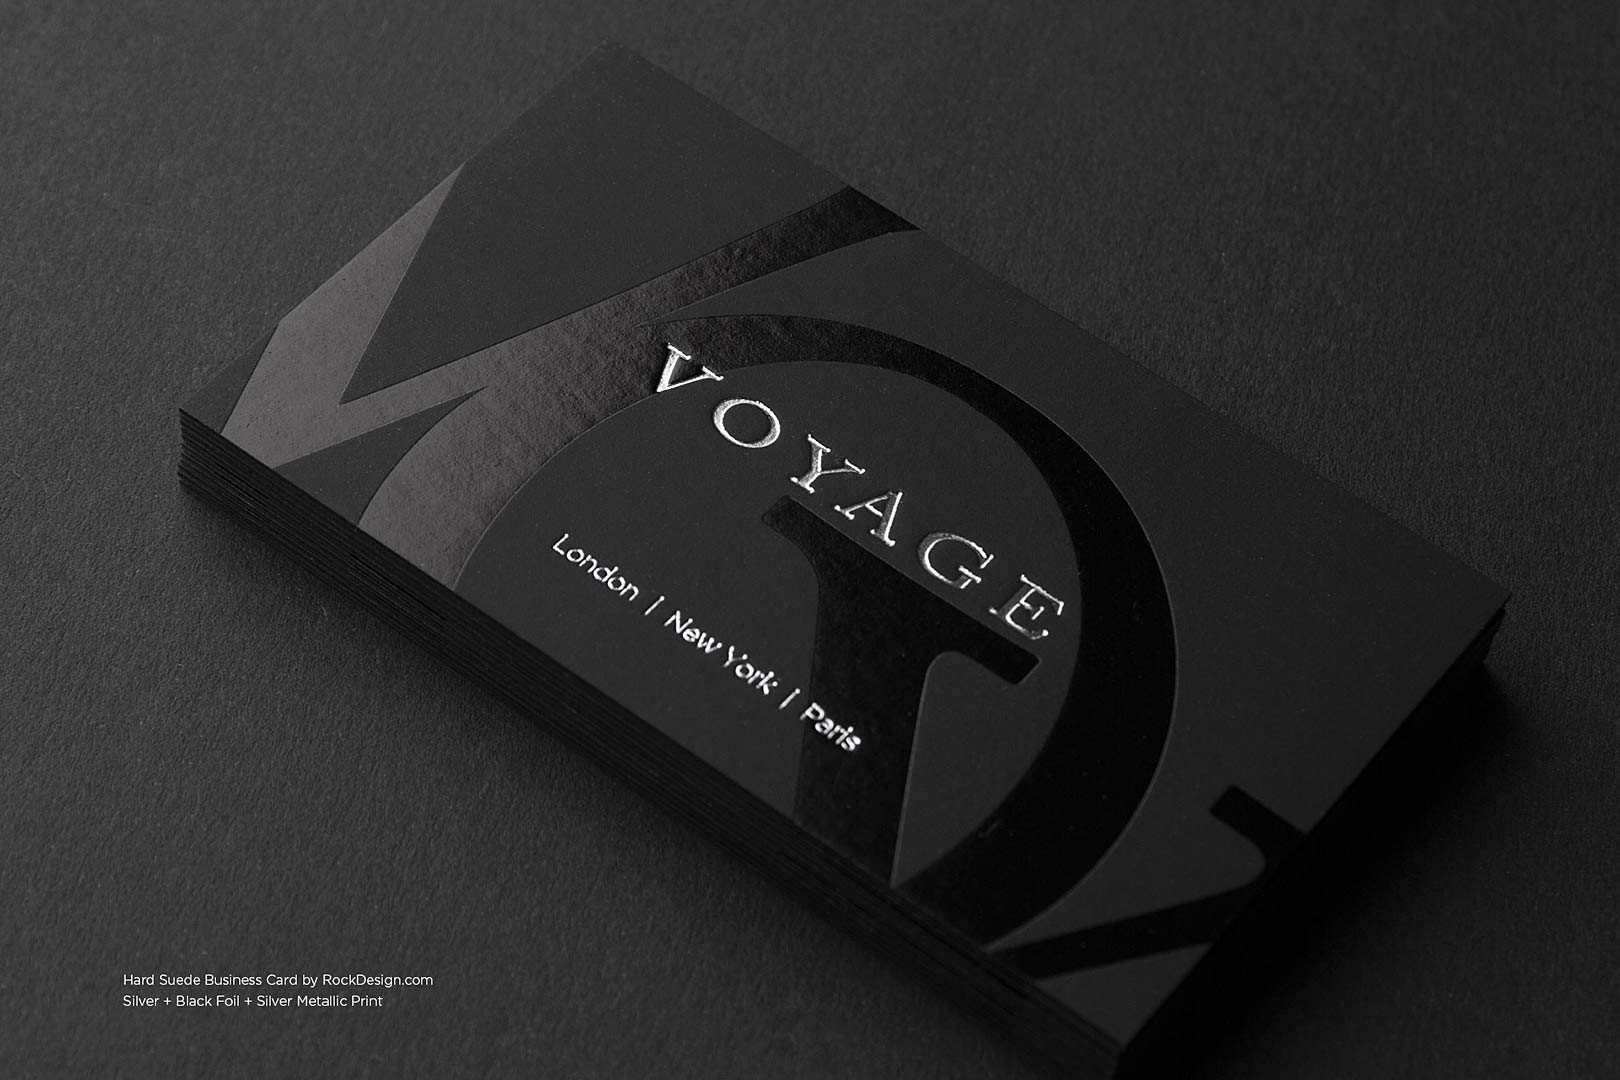 VOYAGE
London | New York | Paris
Hard Suede Business Card by RockDesign.com
Silver + Black Foil + Silver Metallic Print